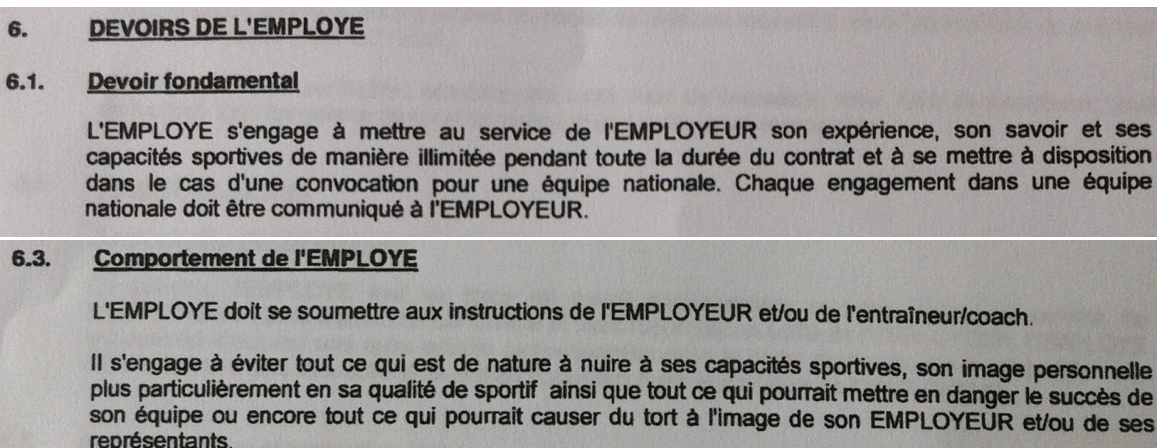 6. DEVOIRS DE L'EMPLOYE
6.1. Devoir fondamental
L'EMPLOYE s'engage à mettre au service de l'EMPLOYEUR son expérience, son savoir et ses
capacités sportives de manière illimitée pendant toute la durée du contrat et à se mettre à disposition
dans le cas d'une convocation pour une équipe nationale. Chaque engagement dans une équipe
nationale doit être communiqué à l'EMPLOYEUR.
6.3. Comportement de l'EMPLOYE
L'EMPLOYE doit se soumettre aux instructions de l'EMPLOYEUR et/ou de l'entraîneur/coach.
Il s'engage à éviter tout ce qui est de nature à nuire à ses capacités sportives, son image personnelle
plus particulièrement en sa qualité de sportif ainsi que tout ce qui pourrait mettre en danger le succès de
son équipe ou encore tout ce qui pourrait causer du tort à l'image de son EMPLOYEUR et/ou de ses
représentants.